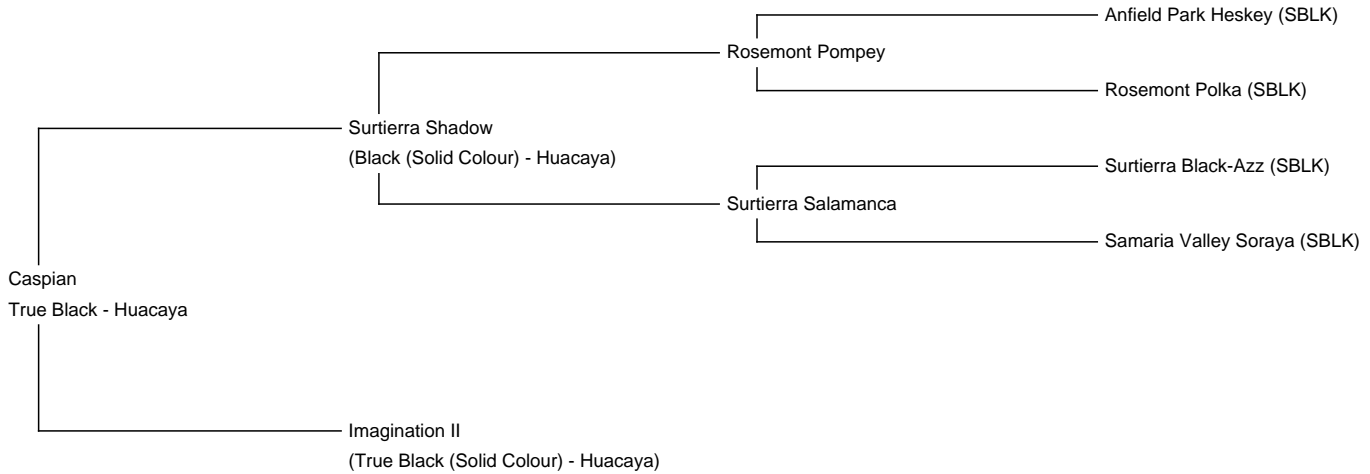 Anfield Park Heskey (SBLK)
Rosemont Pompey
Rosemont Polka (SBLK)
Surtierra Shadow
(Black (Solid Colour) - Huacaya)
Surtierra Black-Azz (SBLK)
Surtierra Salamanca
Samaria Valley Soraya (SBLK)
Caspian
True Black - Huacaya
Imagination II
(True Black (Solid Colour) - Huacaya)